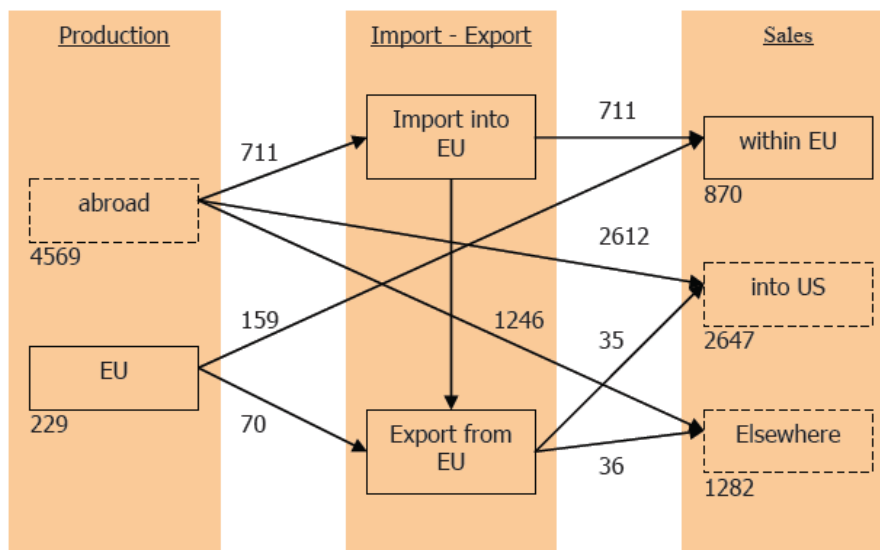 Production
Import - Export
Sales
711
Import into
EU
711
within EU
870
abroad
4569
2612
into US
2647
159
1246
35
EU
229
70
Export from
EU
36
Elsewhere
1282